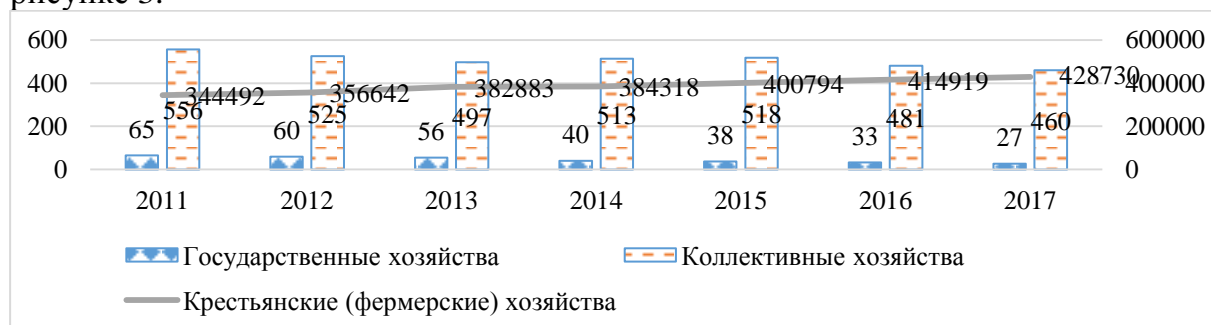 рисунке 3.
600 600000
400 400000
200 200000
0 0
65 556 344492
60 525 356642
56 497 382883
40 513 384318
38 518 400794
33 481 414919
27 460 428730
2011 2012 2013 2014 2015 2016 2017
Государственные хозяйства Коллективные хозяйства
Крестьянские (фермерские) хозяйства